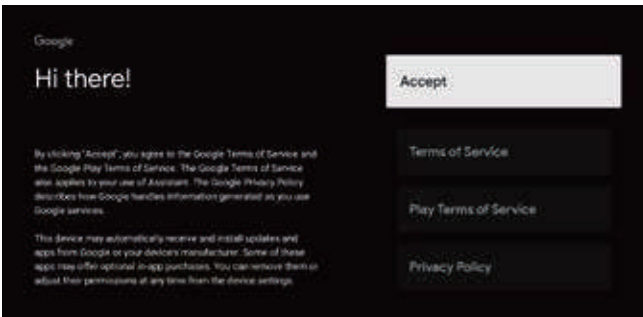 Google
Hi there!
By clicking "Accept", you agree to the Google Terms of Service and
the Google Play Terms of Service. The Google Terms of Service
also applies to your use of Assistant. The Google Privacy Policy
describes how Google handles information generated as you use
Google services.
This device may automatically receive and install updates and
apps from Google or your device's manufacturer. Some of these
apps may offer optional in-app purchases. You can remove them or
adjust their permissions at any time from the device settings.
Accept
Terms of Service
Play Terms of Service
Privacy Policy